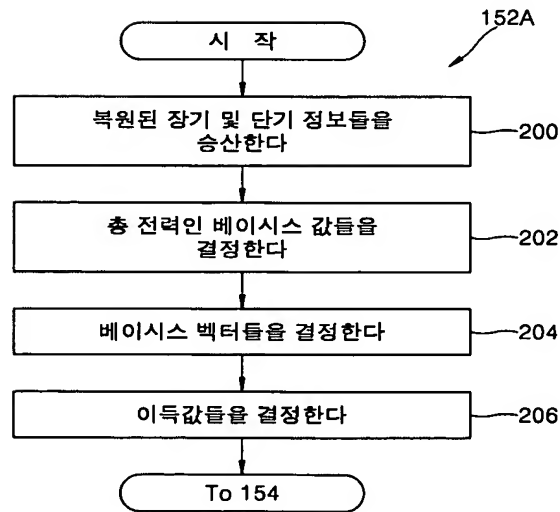 152A
시 작
복원된 장기 및 단기 정보들을
승산한다
200
총 전력인 베이시스 값들을
결정한다
202
베이시스 벡터들을 결정한다
204
이득값들을 결정한다
206
To 154